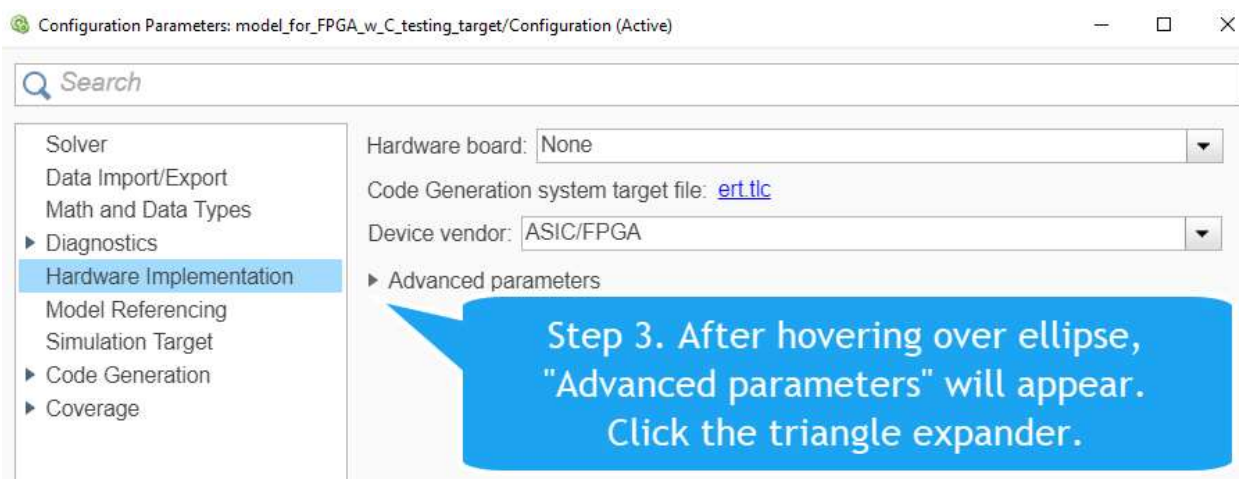 Configuration Parameters: model_for_FPGA_w_C_testing_target/Configuration (Active)
Search
Solver
Data Import/Export
Math and Data Types
Diagnostics
Hardware Implementation
Model Referencing
Simulation Target
Code Generation
Coverage
Hardware board: None
Code Generation system target file: ert.tlc
Device vendor: ASIC/FPGA
Advanced parameters
Step 3. After hovering over ellipse,
"Advanced parameters" will appear.
Click the triangle expander.